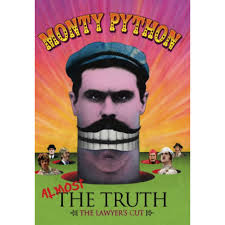 MONTY PYTHON
ALMOST
THE TRUTH
THE LAWYER'S CUT